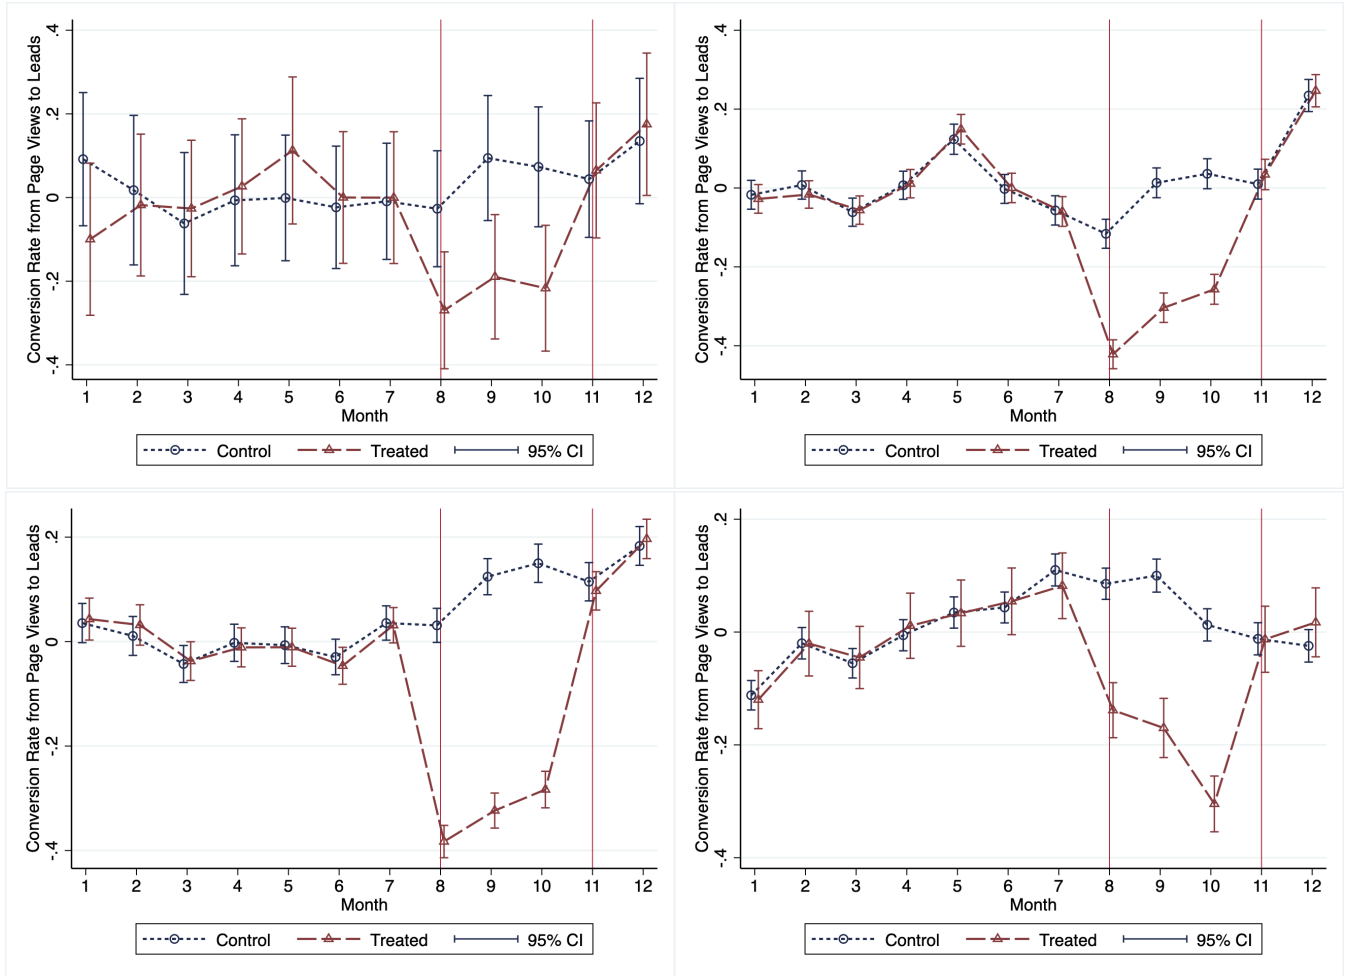 Conversion Rate from Page Views to Leads
.4
.2
0
-.2
-.4
1 2 3 4 5 6 7 8 9 10 11 12
Month
Control Treated 95% CI
Conversion Rate from Page Views to Leads
.4
.2
0
-.2
-.4
1 2 3 4 5 6 7 8 9 10 11 12
Month
Control Treated 95% CI
Conversion Rate from Page Views to Leads
.2
0
-.2
-.4
1 2 3 4 5 6 7 8 9 10 11 12
Month
Control Treated 95% CI
Conversion Rate from Page Views to Leads
.2
0
-.2
-.4
1 2 3 4 5 6 7 8 9 10 11 12
Month
Control Treated 95% CI